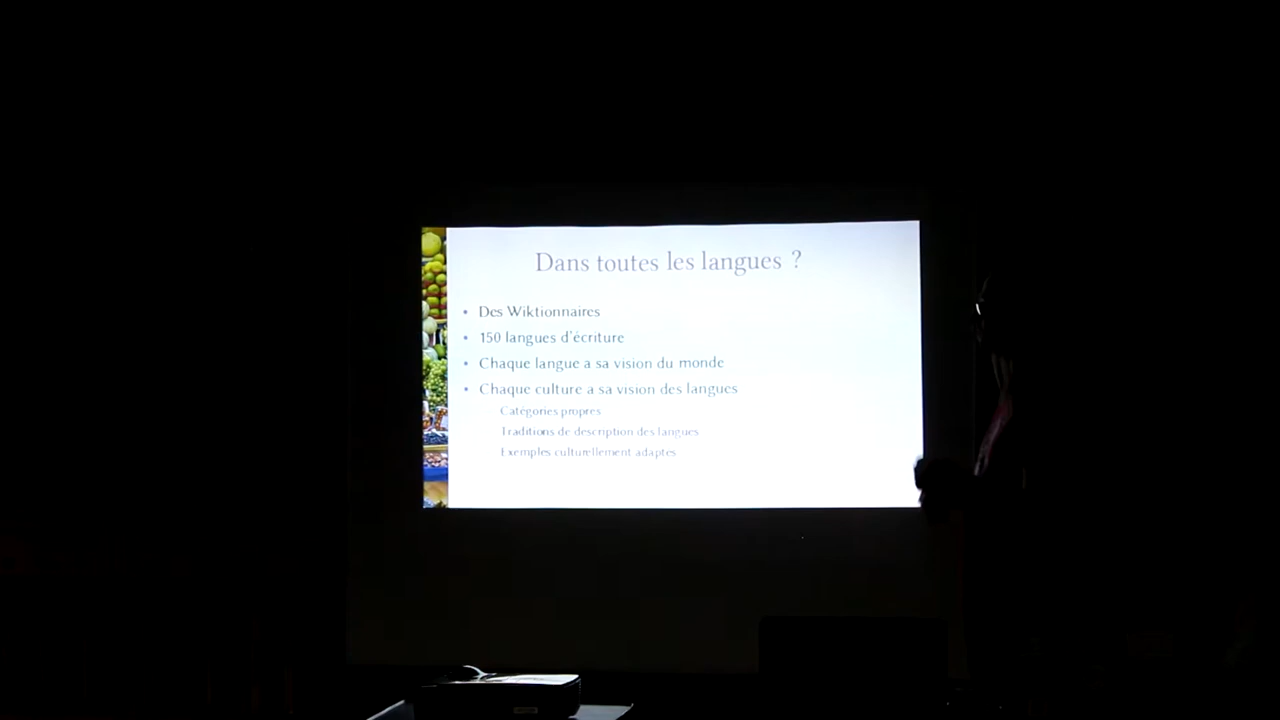 Dans toutes les langues ?
• Des Wiktionnaires
• 150 langues d'écriture
• Chaque langue a sa vision du monde
• Chaque culture a sa vision des langues
Catégories propres
Traditions de description des langues
Exemples culturellement adaptés